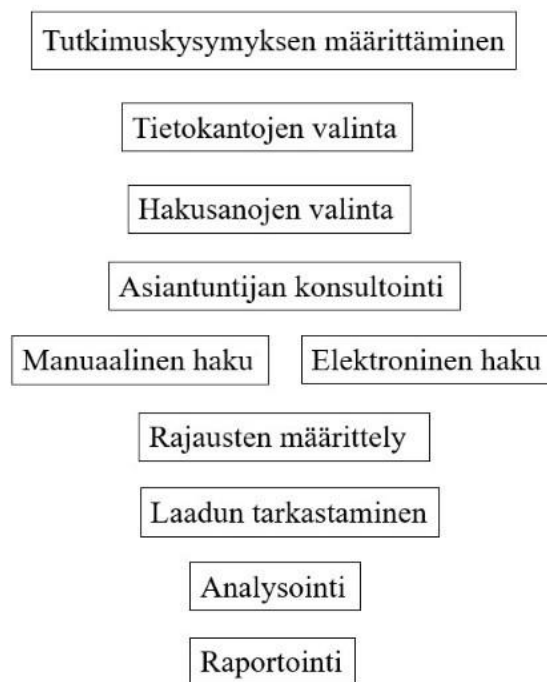 Tutkimuskysymyksen määrittäminen
Tietokantojen valinta
Hakusanojen valinta
Asiantuntijan konsultointi
Manuaalinen haku
Elektroninen haku
Rajausten määrittely
Laadun tarkastaminen
Analysointi
Raportointi